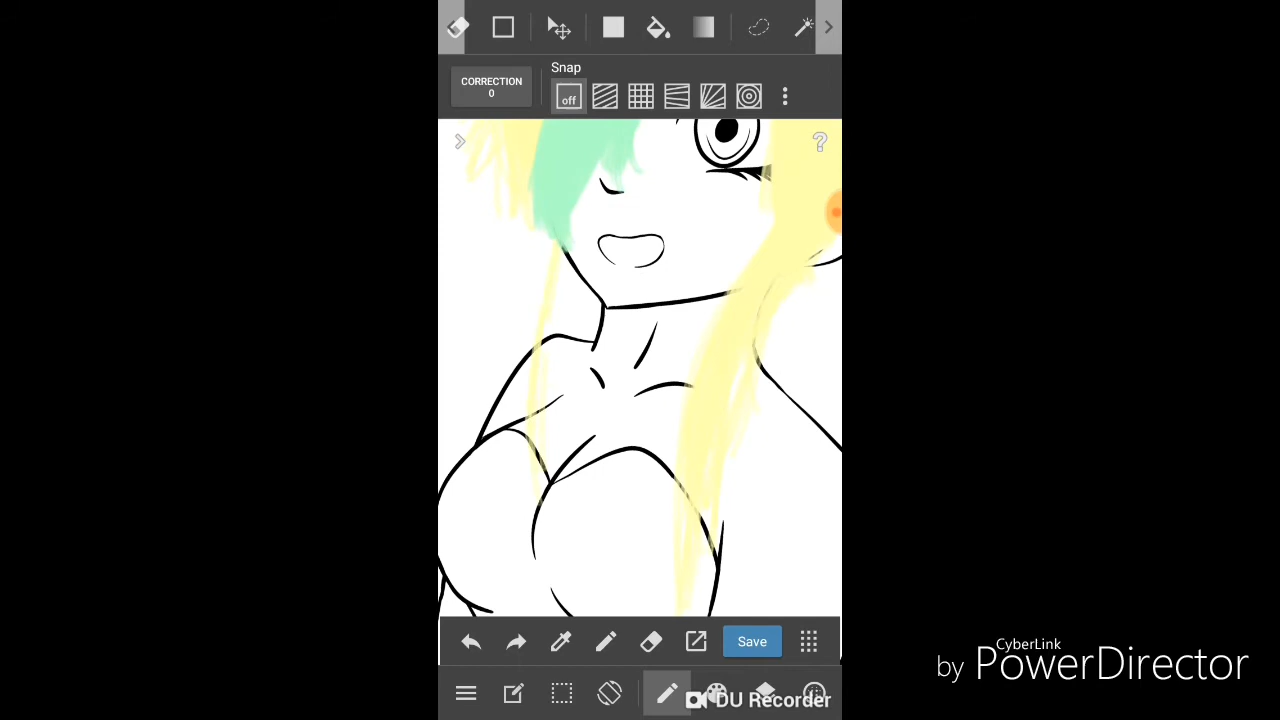 Snap
CORRECTION
0
off
Save
DU Recorder
CyberLink
by PowerDirector